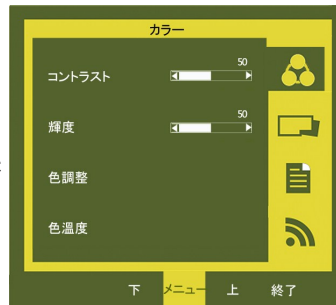 カラー
コントラスト 50
輝度 50
色調整
色温度
下 メニュー 上 終了